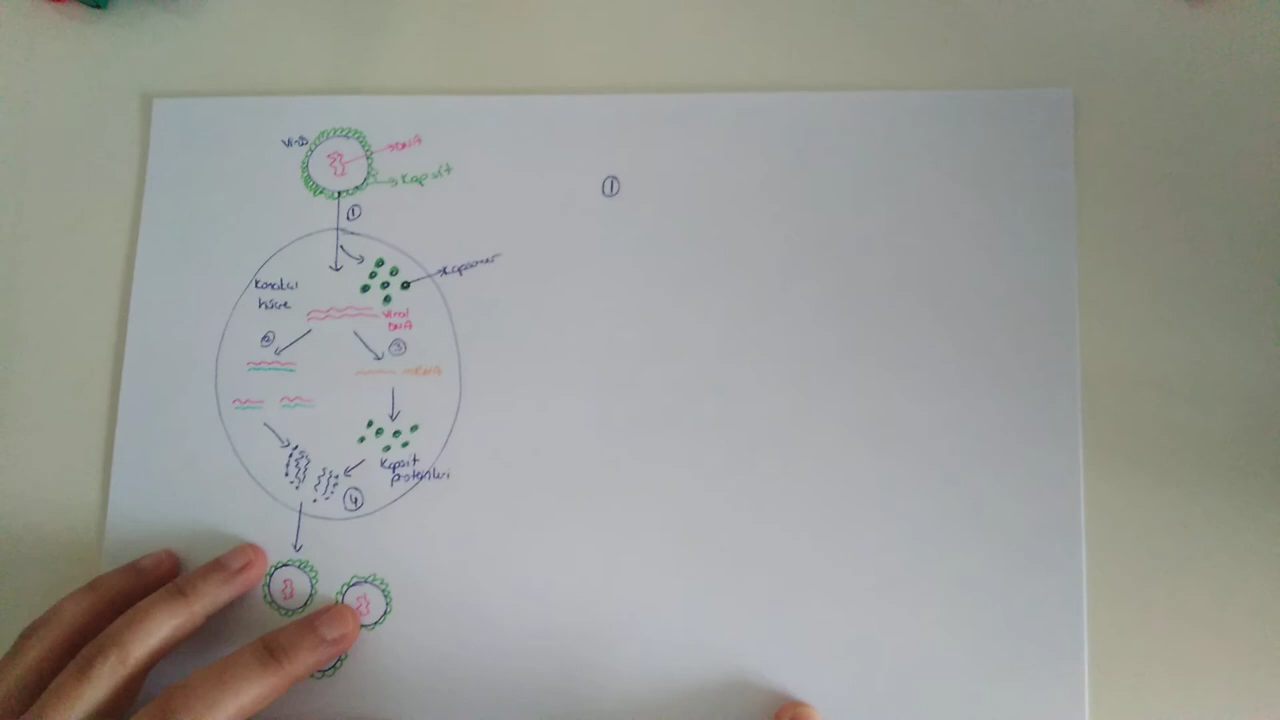 Virüs
DNA
Kapsit
①
①
Kapsomer
Konakçı
hücre
Viral
DNA
②
③
mRNA
Kapsit
proteinleri
④